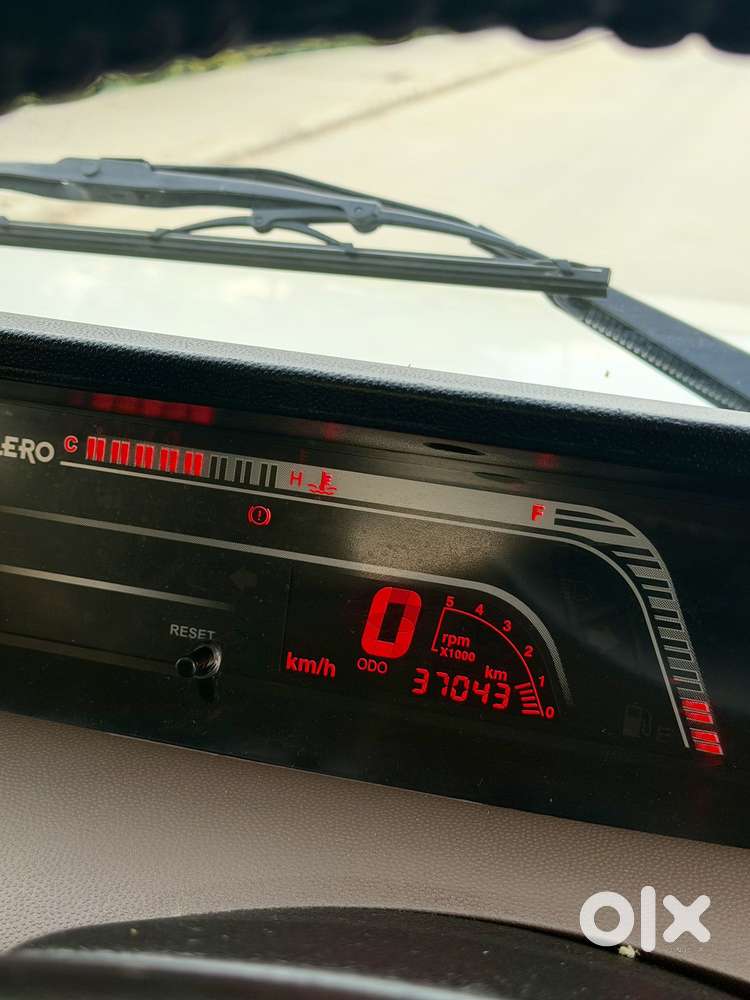 LERO
C
H
F
RESET
0
km/h
ODO
5 4 3 2 1 0
rpm
X1000
km
37043
E
olx